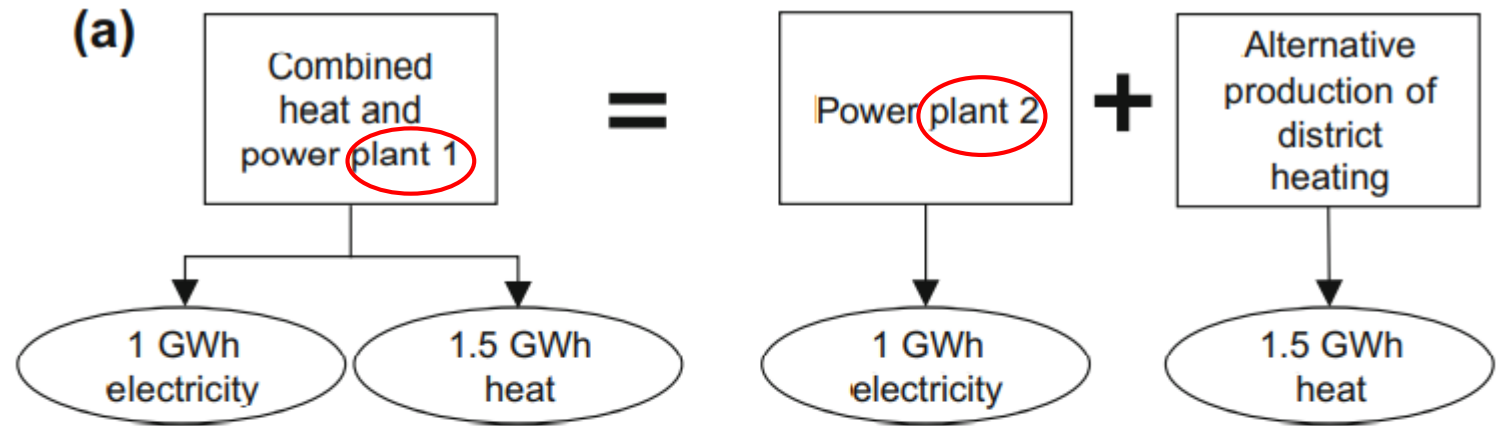 (a)
Combined
heat and
power plant 1
=
Power plant 2
+
Alternative
production of
district
heating
1 GWh
electricity
1.5 GWh
heat
1 GWh
electricity
1.5 GWh
heat